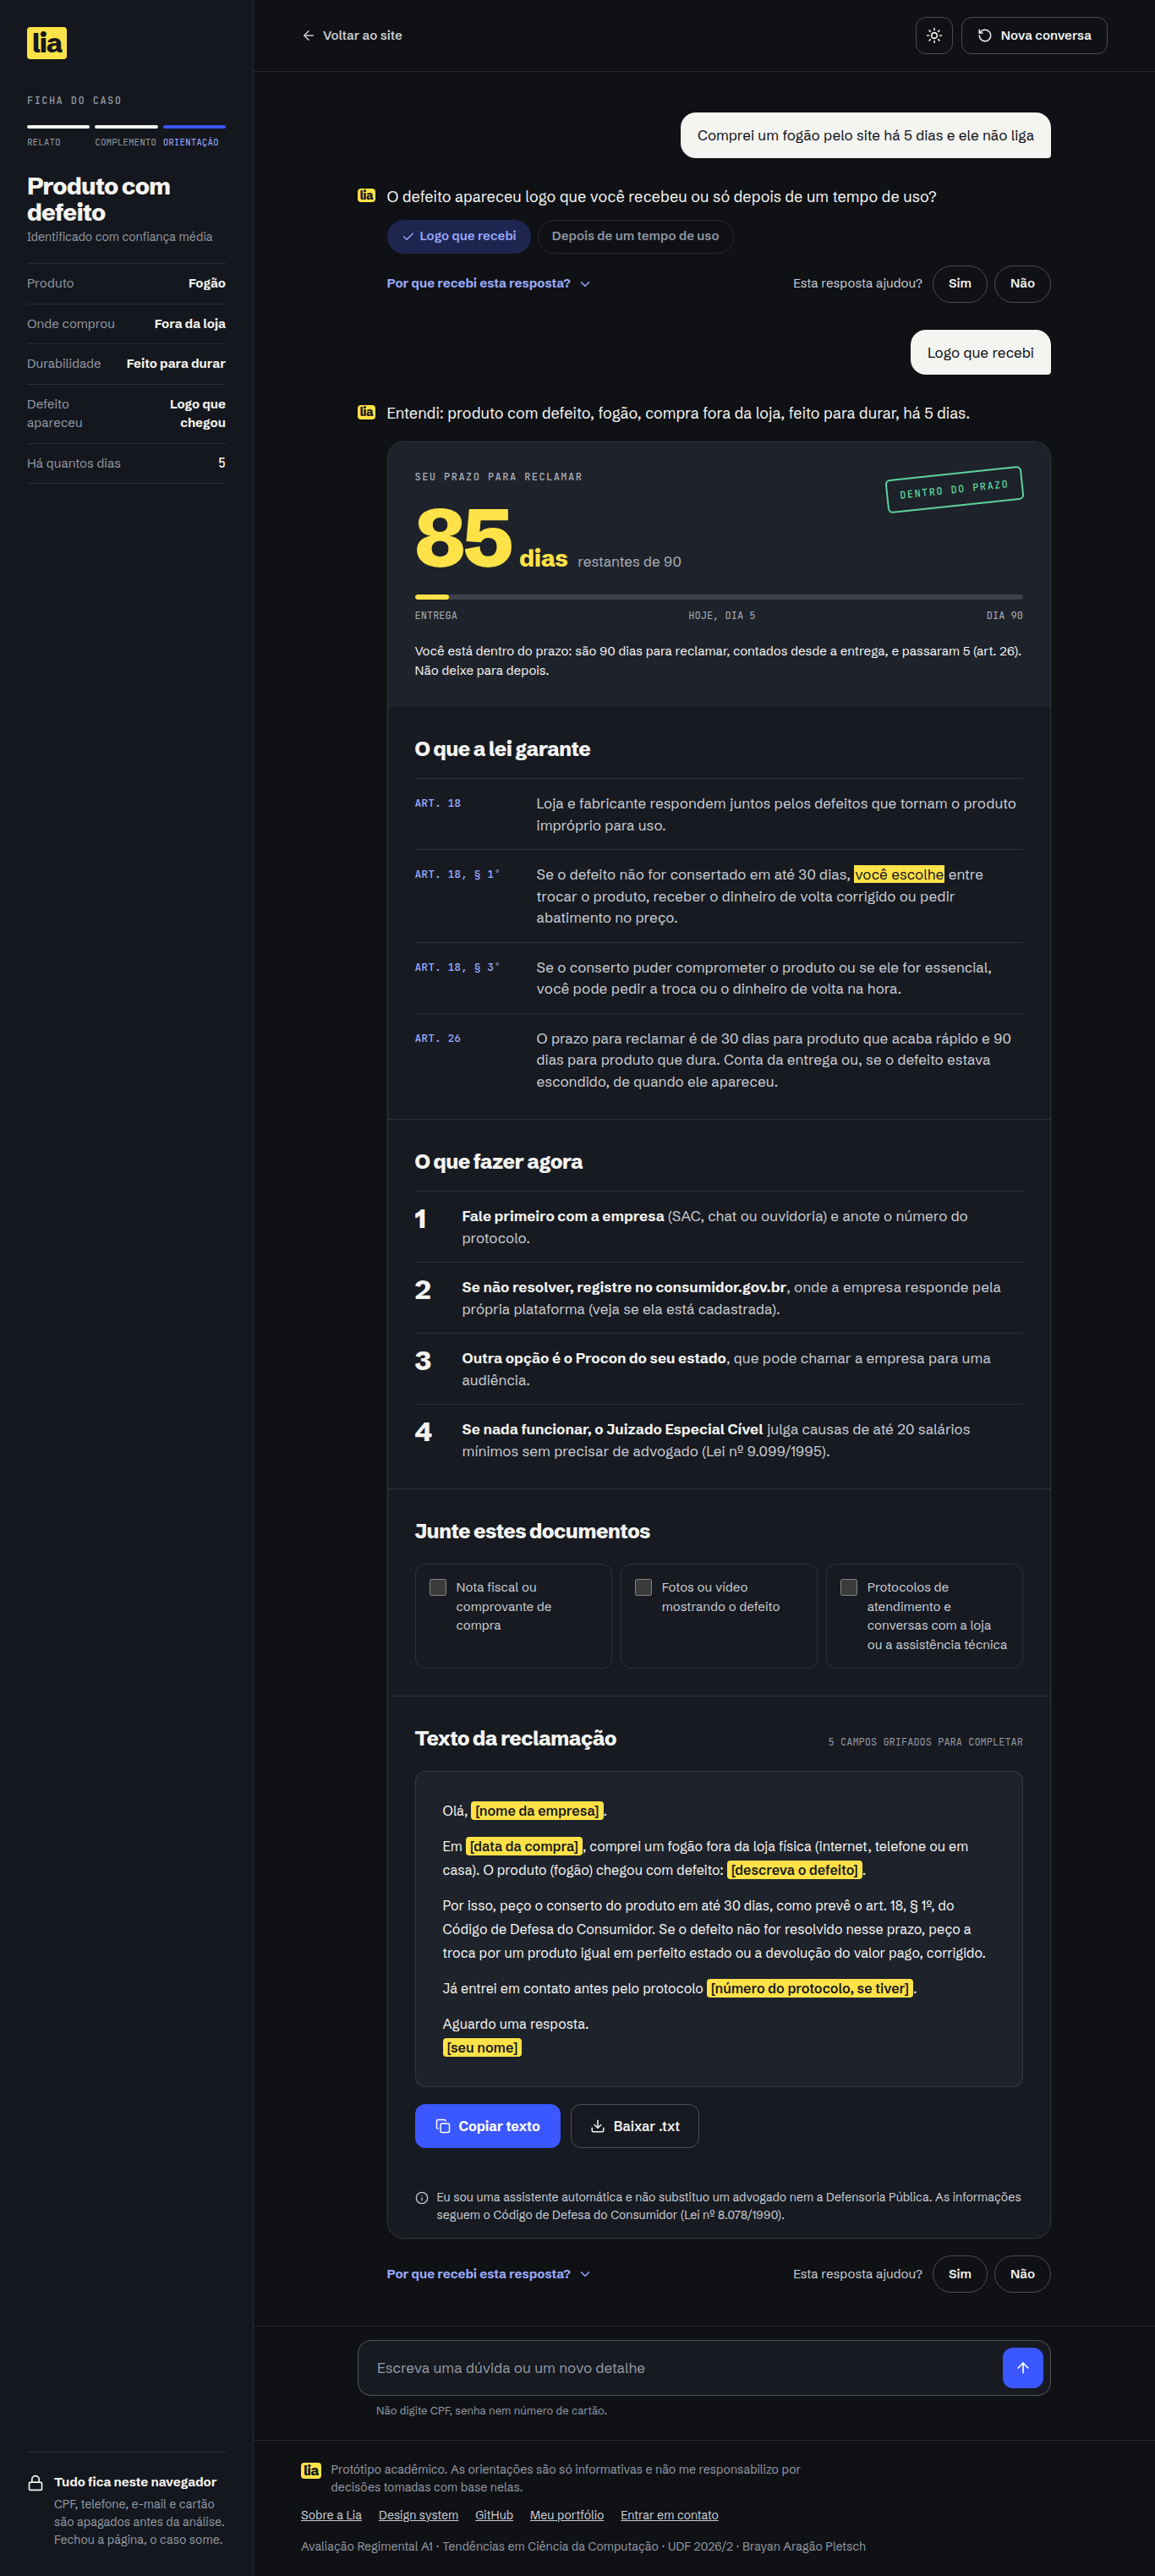 lia
FICHA DO CASO
RELATO
COMPLEMENTO
ORIENTAÇÃO
Produto com
defeito
Identificado com confiança média
Produto
Fogão
Onde comprou
Fora da loja
Durabilidade
Feito para durar
Defeito
apareceu
Logo que
chegou
Há quantos dias
5
Tudo fica neste navegador
CPF, telefone, e-mail e cartão
são apagados antes da análise.
Fechou a página, o caso some.
Voltar ao site
Nova conversa
Comprei um fogão pelo site há 5 dias e ele não liga
lia
O defeito apareceu logo que você recebeu ou só depois de um tempo de uso?
Logo que recebi
Depois de um tempo de uso
Por que recebi esta resposta?
Esta resposta ajudou?
Sim
Não
Logo que recebi
lia
Entendi: produto com defeito, fogão, compra fora da loja, feito para durar, há 5 dias.
SEU PRAZO PARA RECLAMAR
DENTRO DO PRAZO
85 dias restantes de 90
ENTREGA
HOJE, DIA 5
DIA 90
Você está dentro do prazo: são 90 dias para reclamar, contados desde a entrega, e passaram 5 (art. 26).
Não deixe para depois.
O que a lei garante
ART. 18
Loja e fabricante respondem juntos pelos defeitos que tornam o produto
impróprio para uso.
ART. 18, § 1°
Se o defeito não for consertado em até 30 dias, você escolhe entre
trocar o produto, receber o dinheiro de volta corrigido ou pedir
abatimento no preço.
ART. 18, § 3°
Se o conserto puder comprometer o produto ou se ele for essencial,
você pode pedir a troca ou o dinheiro de volta na hora.
ART. 26
O prazo para reclamar é de 30 dias para produto que acaba rápido e 90
dias para produto que dura. Conta da entrega ou, se o defeito estava
escondido, de quando ele apareceu.
O que fazer agora
1
Fale primeiro com a empresa (SAC, chat ou ouvidoria) e anote o número do
protocolo.
2
Se não resolver, registre no consumidor.gov.br, onde a empresa responde pela
própria plataforma (veja se ela está cadastrada).
3
Outra opção é o Procon do seu estado, que pode chamar a empresa para uma
audiência.
4
Se nada funcionar, o Juizado Especial Cível julga causas de até 20 salários
mínimos sem precisar de advogado (Lei nº 9.099/1995).
Junte estes documentos
Nota fiscal ou
comprovante de
compra
Fotos ou vídeo
mostrando o defeito
Protocolos de
atendimento e
conversas com a loja
ou a assistência técnica
Texto da reclamação
5 CAMPOS GRIFADOS PARA COMPLETAR
Olá, [nome da empresa].
Em [data da compra], comprei um fogão fora da loja física (internet, telefone ou em
casa). O produto (fogão) chegou com defeito: [descreva o defeito].
Por isso, peço o conserto do produto em até 30 dias, como prevê o art. 18, § 1º, do
Código de Defesa do Consumidor. Se o defeito não for resolvido nesse prazo, peço a
troca por um produto igual em perfeito estado ou a devolução do valor pago, corrigido.
Já entrei em contato antes pelo protocolo [número do protocolo, se tiver].
Aguardo uma resposta.
[seu nome]
Copiar texto
Baixar .txt
Eu sou uma assistente automática e não substituo um advogado nem a Defensoria Pública. As informações
seguem o Código de Defesa do Consumidor (Lei nº 8.078/1990).
Por que recebi esta resposta?
Esta resposta ajudou?
Sim
Não
Escreva uma dúvida ou um novo detalhe
Não digite CPF, senha nem número de cartão.
lia
Protótipo acadêmico. As orientações são só informativas e não me responsabilizo por
decisões tomadas com base nelas.
Sobre a Lia
Design system
GitHub
Meu portfólio
Entrar em contato
Avaliação Regimental A1 · Tendências em Ciência da Computação · UDF 2026/2 · Brayan Aragão Pletsch